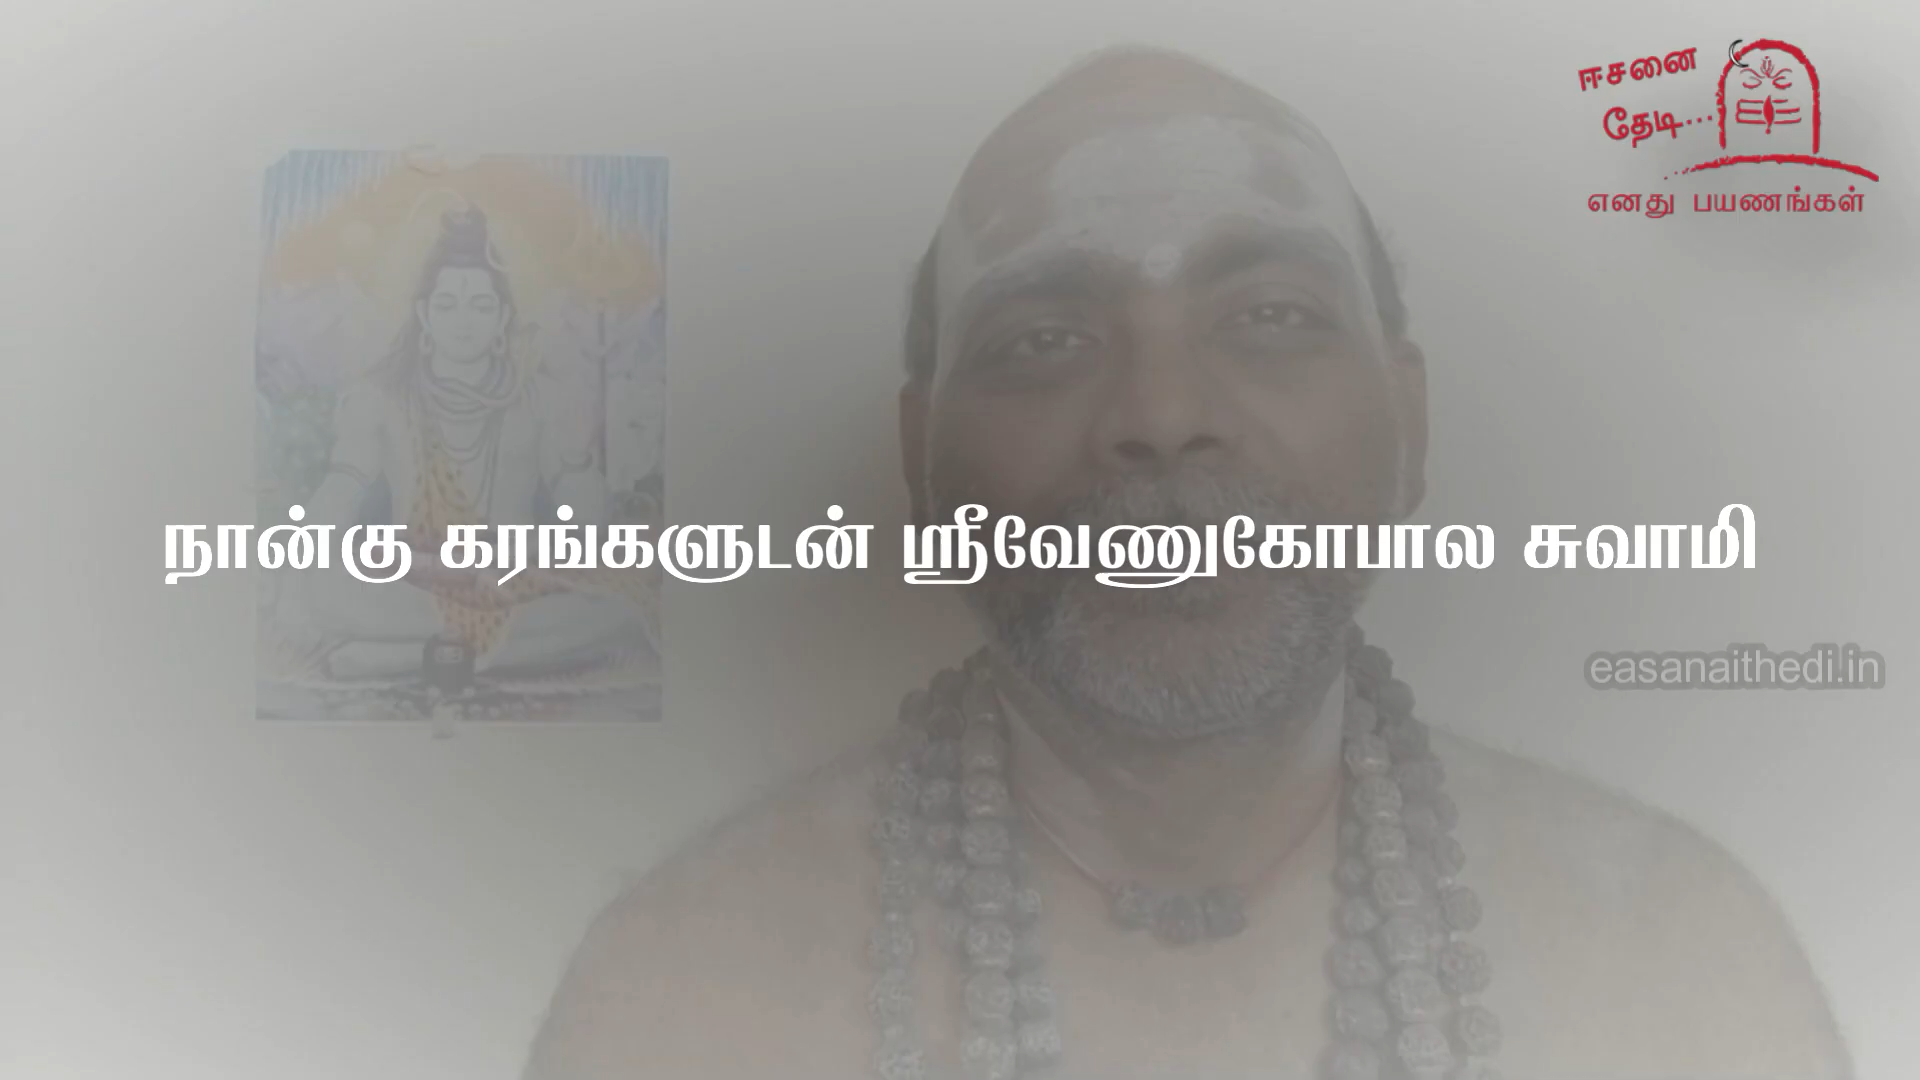 ஈசனை
தேடி...
எனது பயணங்கள்
நான்கு கரங்களுடன் ஸ்ரீவேணுகோபால சுவாமி
easanaithedi.in